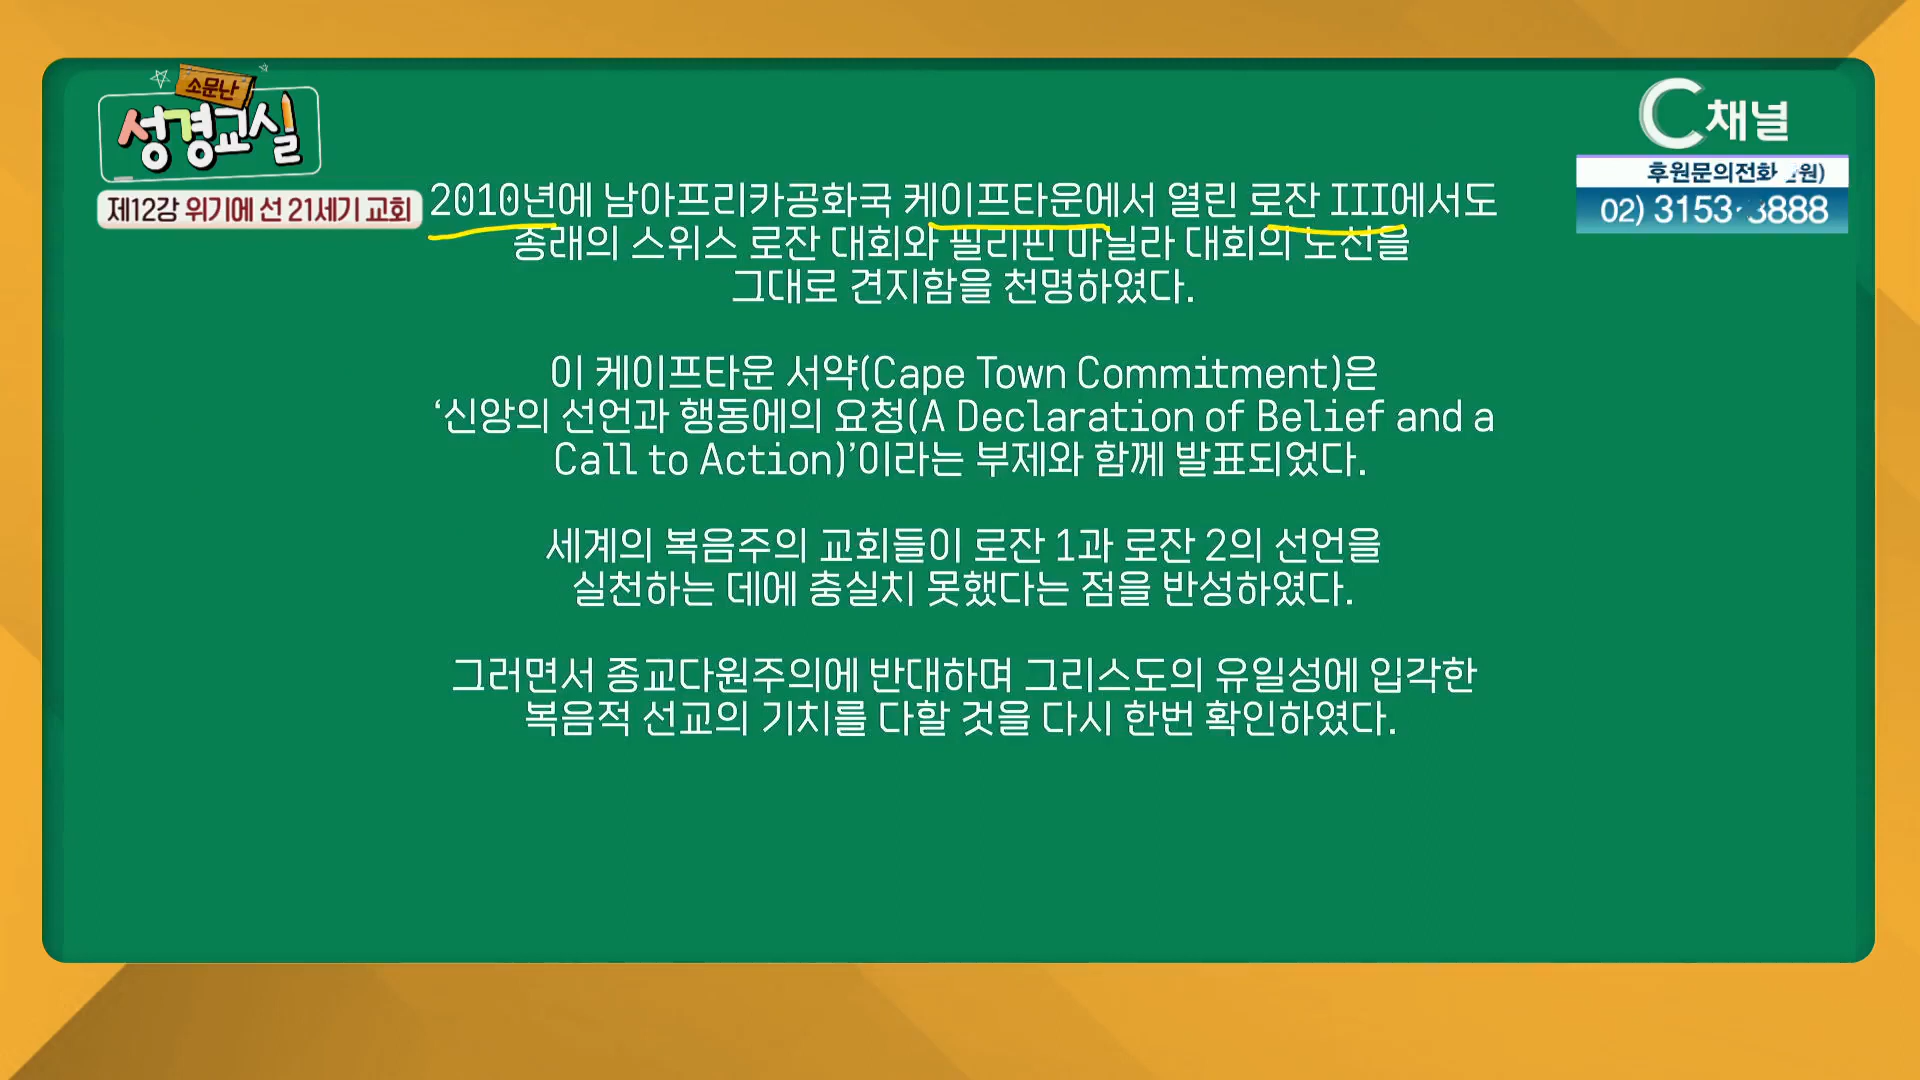 소문난
성경교실
제12강 위기에 선 21세기 교회
C채널
후원문의전화
02) 3153-3888
2010년에 남아프리카공화국 케이프타운에서 열린 로잔 III에서도
종래의 스위스 로잔 대회와 필리핀 마닐라 대회의 노선을
그대로 견지함을 천명하였다.
이 케이프타운 서약(Cape Town Commitment)은
‘신앙의 선언과 행동에의 요청(A Declaration of Belief and a
Call to Action)’이라는 부제와 함께 발표되었다.
세계의 복음주의 교회들이 로잔 1과 로잔 2의 선언을
실천하는 데에 충실치 못했다는 점을 반성하였다.
그러면서 종교다원주의에 반대하며 그리스도의 유일성에 입각한
복음적 선교의 기치를 다할 것을 다시 한번 확인하였다.